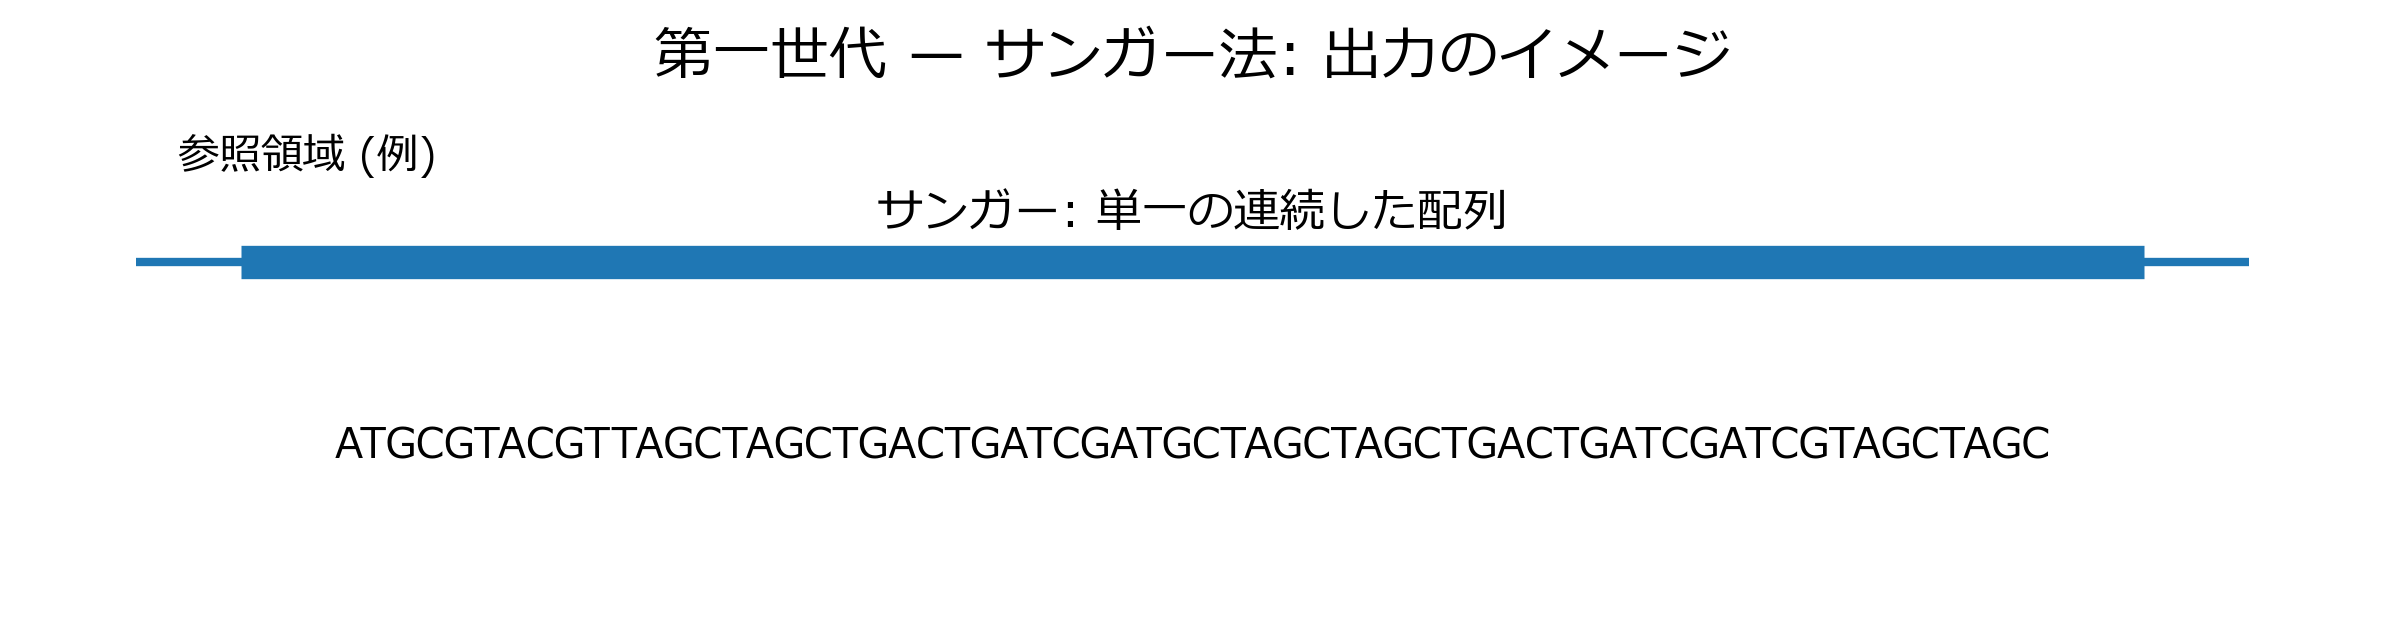 第一世代 — サンガー法: 出力のイメージ
参照領域 (例)
サンガー: 単一の連続した配列
ATGCGTACGTTAGCTAGCTGACTGATCGATGCTAGCTAGCTGACTGATCGATCGTAGCTAGC